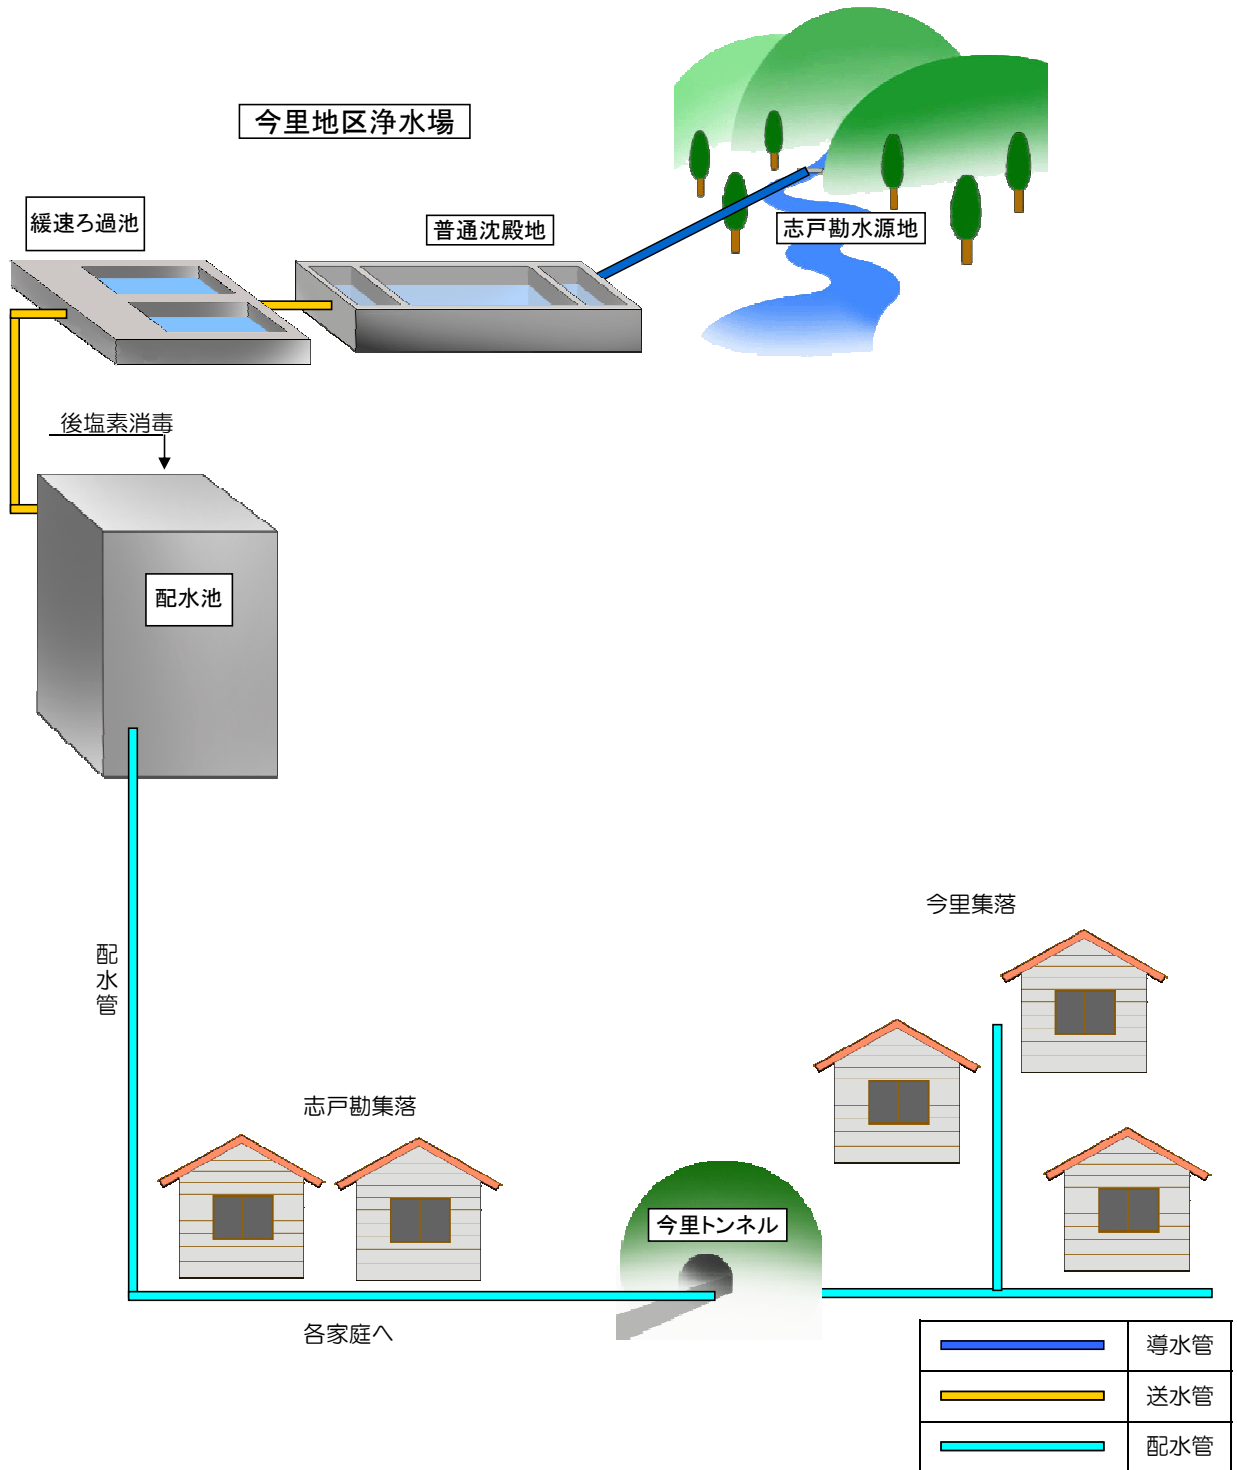 今里地区浄水場
緩速ろ過池
普通沈殿地
志戸勘水源地
後塩素消毒
配水池
配水管
今里集落
志戸勘集落
今里トンネル
各家庭へ
導水管
送水管
配水管